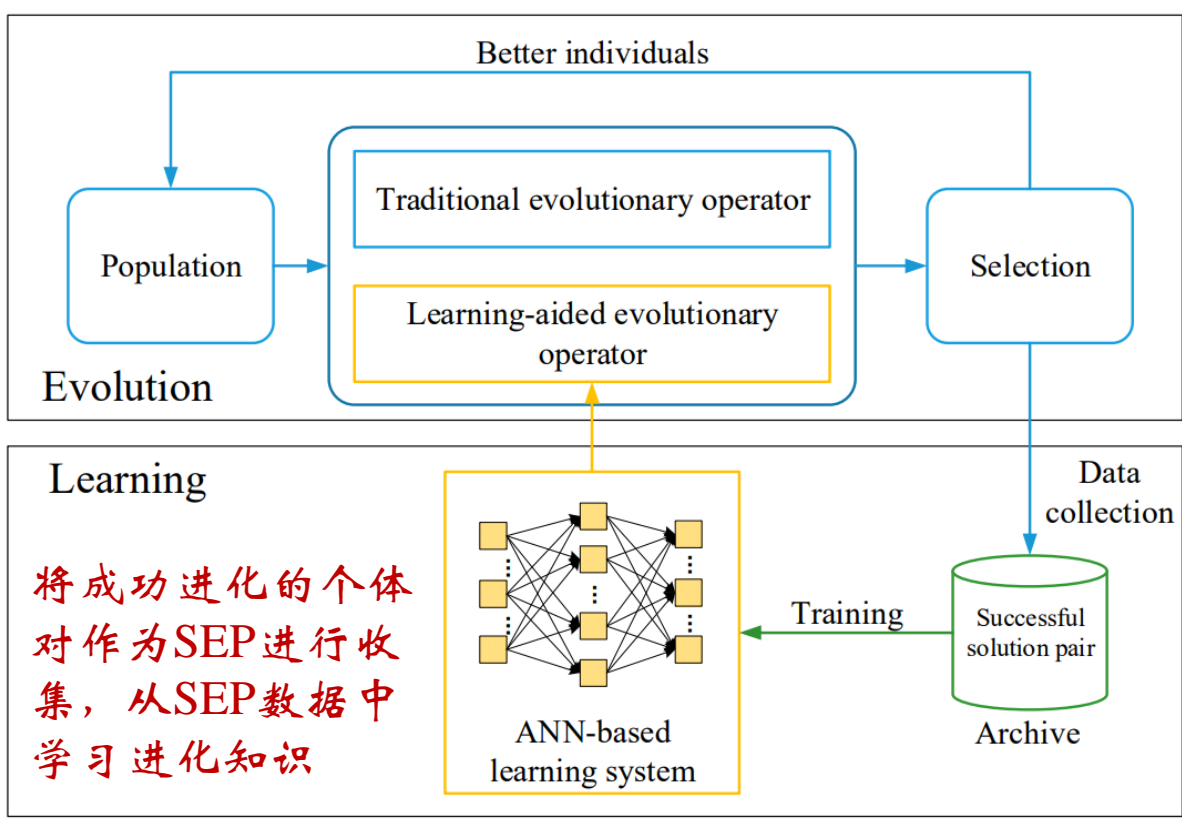 Better individuals
Traditional evolutionary operator
Population
Selection
Learning-aided evolutionary
operator
Evolution
Learning
Data
collection
将成功进化的个体
对作为SEP进行收
集，从SEP数据中
学习进化知识
Training
Successful
solution pair
ANN-based
learning system
Archive